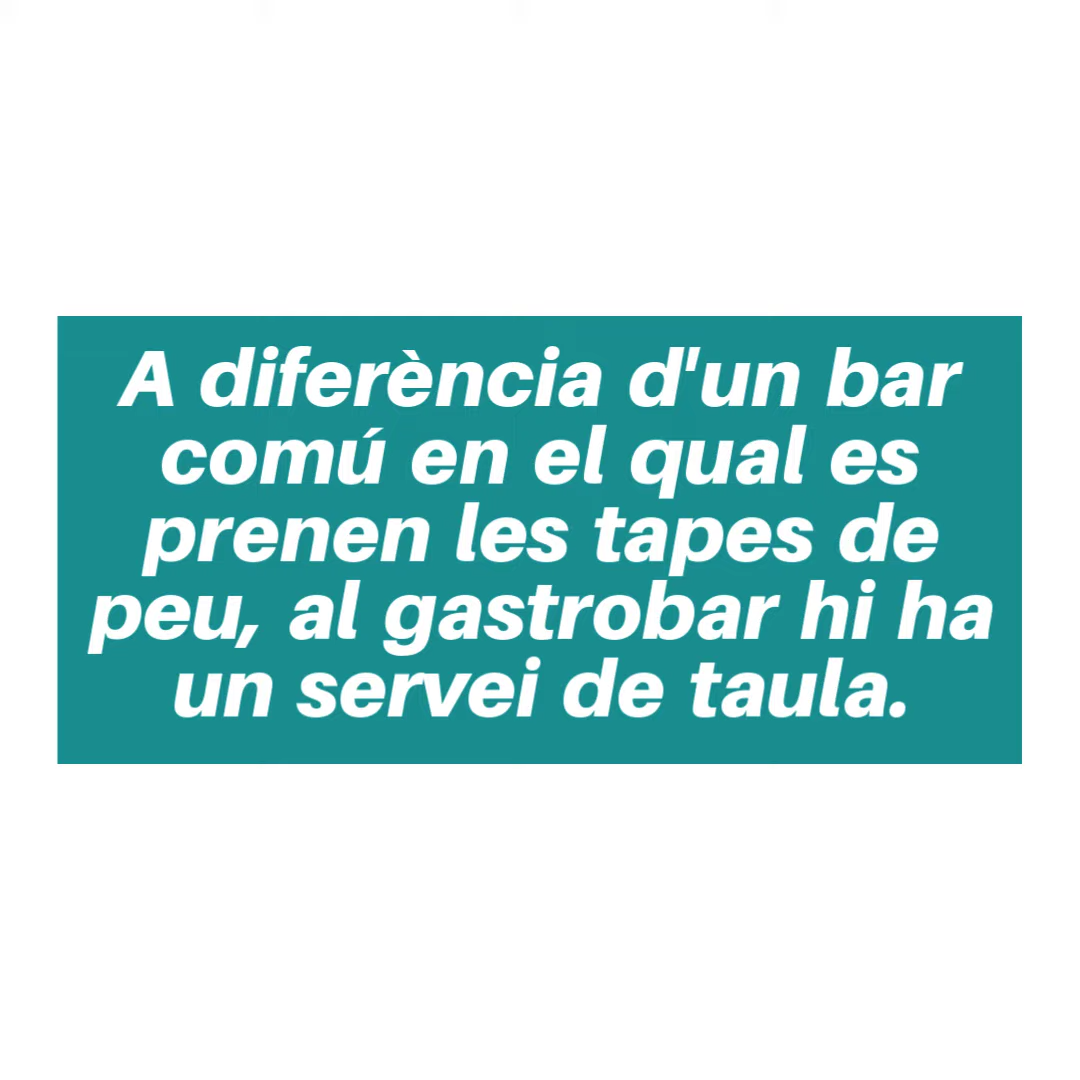 A diferència d'un bar
comú en el qual es
prenen les tapes de
peu, al gastrobar hi ha
un servei de taula.